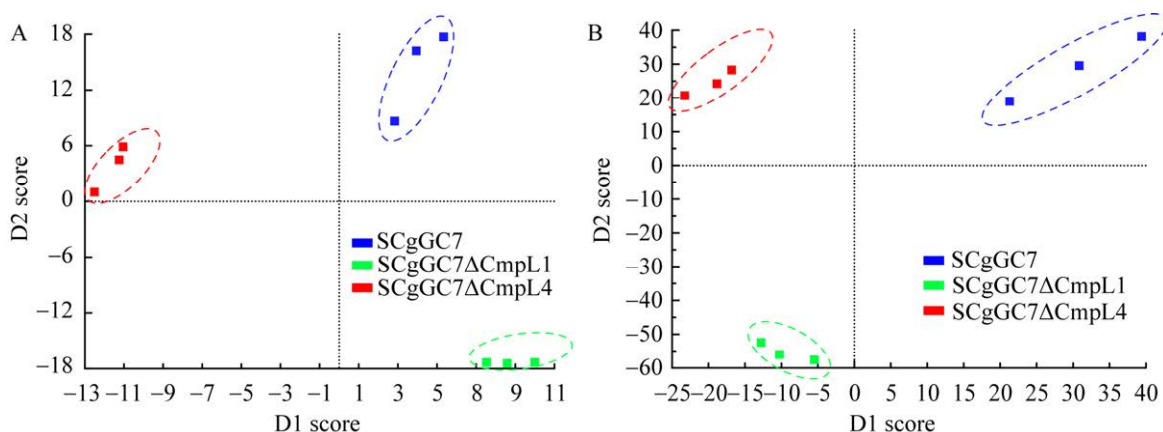 A
18
12
6
0
−6
−12
−18
D2 score
SCgGC7
SCgGC7ΔCmpL1
SCgGC7ΔCmpL4
−13 −11 −9 −7 −5 −3 −1 1 3 5 7 9 11
D1 score
B
40
30
20
10
0
−10
−20
−30
−40
−50
−60
D2 score
SCgGC7
SCgGC7ΔCmpL1
SCgGC7ΔCmpL4
−25 −20 −15 −10 −5 0 5 10 15 20 25 30 35 40
D1 score